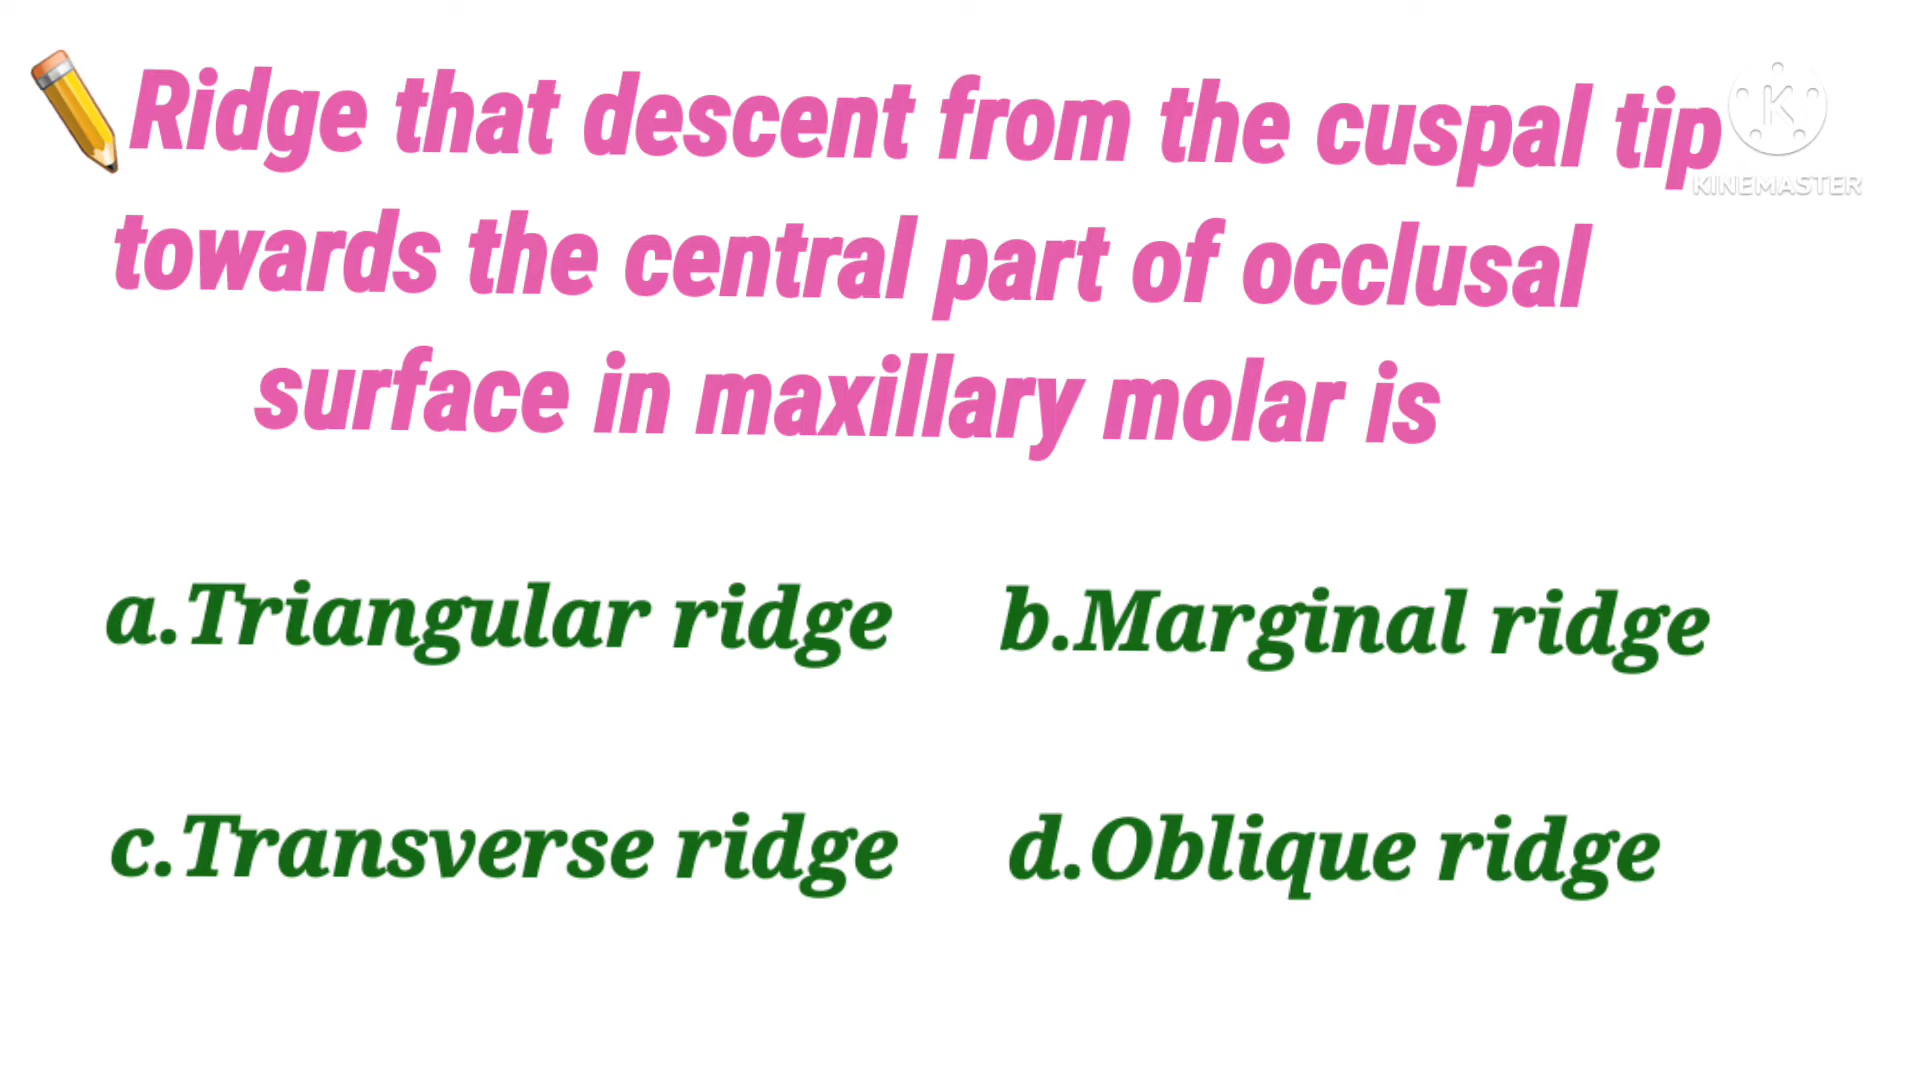 Ridge that descent from the cuspal tip
KINEMASTER
towards the central part of occlusal
surface in maxillary molar is
a.Triangular ridge b.Marginal ridge
c.Transverse ridge d.Oblique ridge